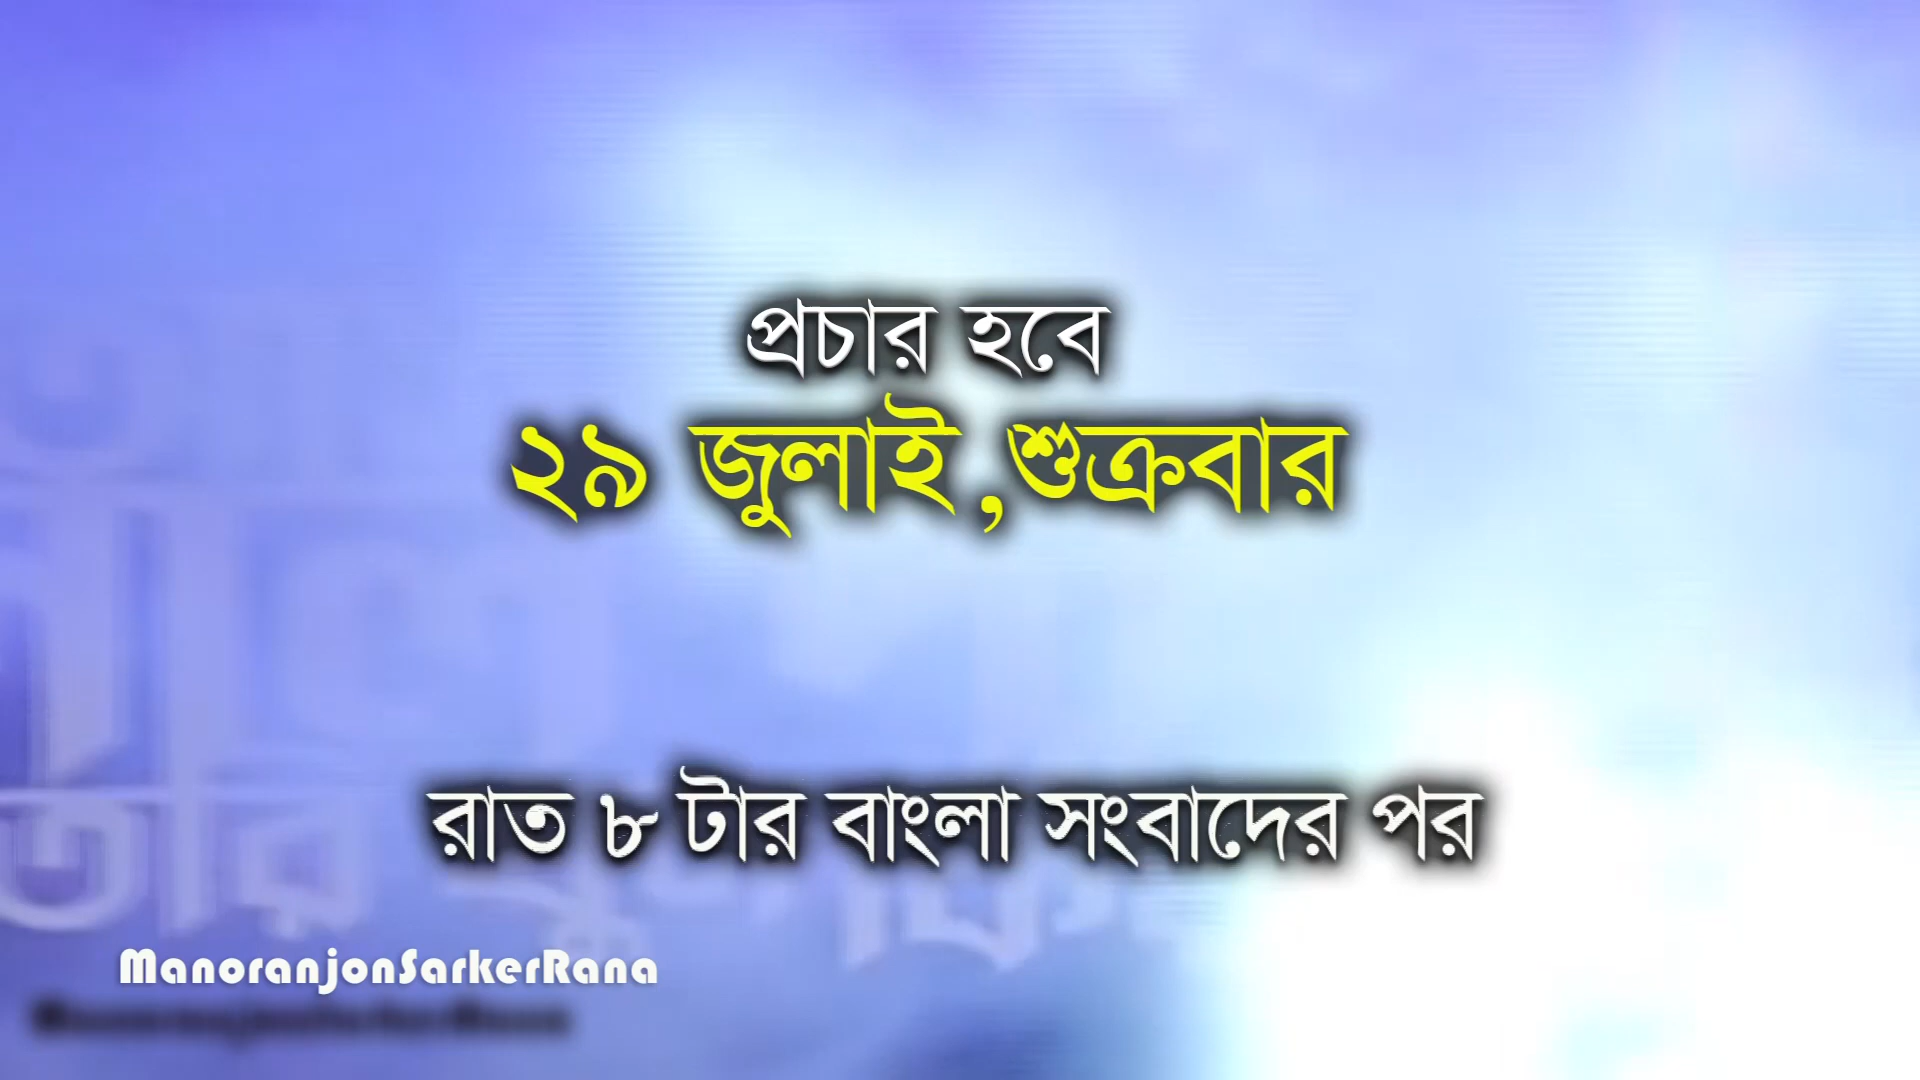 প্রচার হবে
২৯ জুলাই ,শুক্রবার
রাত ৮ টার বাংলা সংবাদের পর
ManoranjonSarkerRana